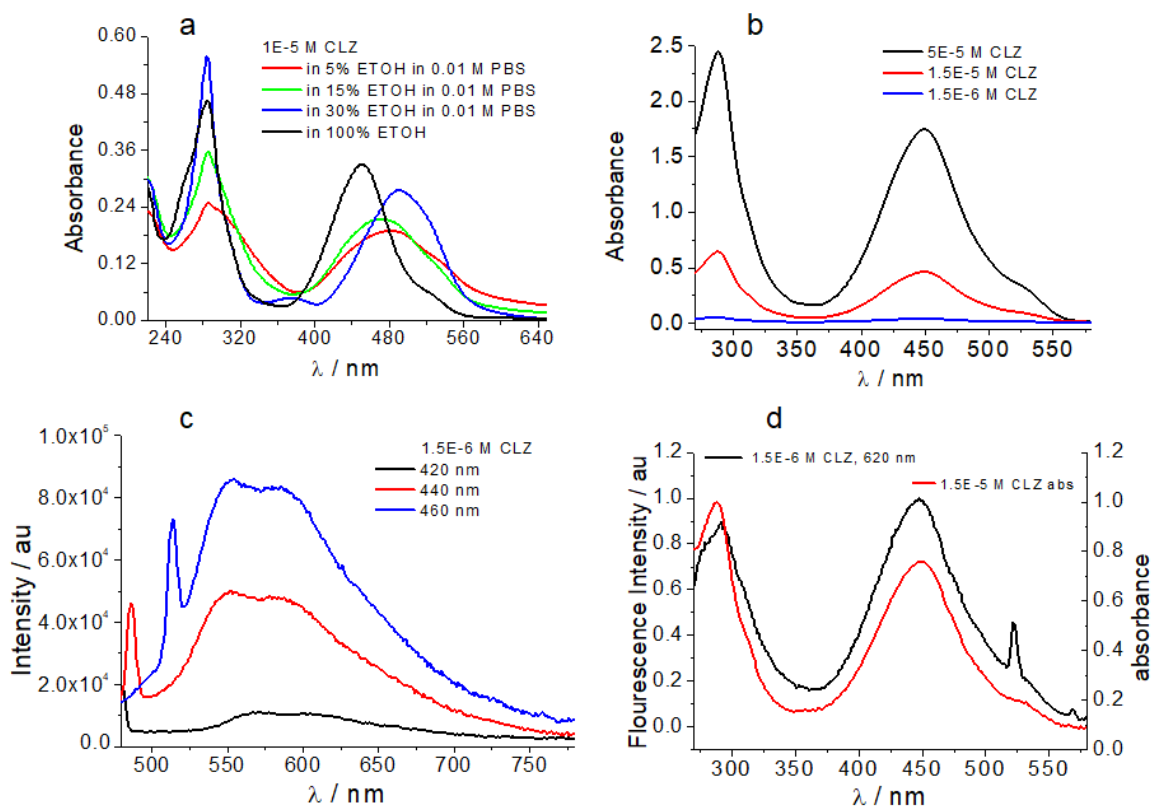 a
1E-5 M CLZ
in 5% ETOH in 0.01 M PBS
in 15% ETOH in 0.01 M PBS
in 30% ETOH in 0.01 M PBS
in 100% ETOH
Absorbance
0.60
0.48
0.36
0.24
0.12
0.00
240 320 400 480 560 640
λ / nm
b
5E-5 M CLZ
1.5E-5 M CLZ
1.5E-6 M CLZ
Absorbance
2.5
2.0
1.5
1.0
0.5
0.0
300 350 400 450 500 550
λ / nm
c
1.5E-6 M CLZ
420 nm
440 nm
460 nm
Intensity / au
1.0x10⁵
8.0x10⁴
6.0x10⁴
4.0x10⁴
2.0x10⁴
0.0
500 550 600 650 700 750
λ / nm
d
1.5E-6 M CLZ, 620 nm
1.5E-5 M CLZ abs
Flourescence Intensity / au
1.2
1.0
0.8
0.6
0.4
0.2
0.0
1.2
1.0
0.8
0.6
0.4
0.2
0.0
absorbance
300 350 400 450 500 550
λ / nm